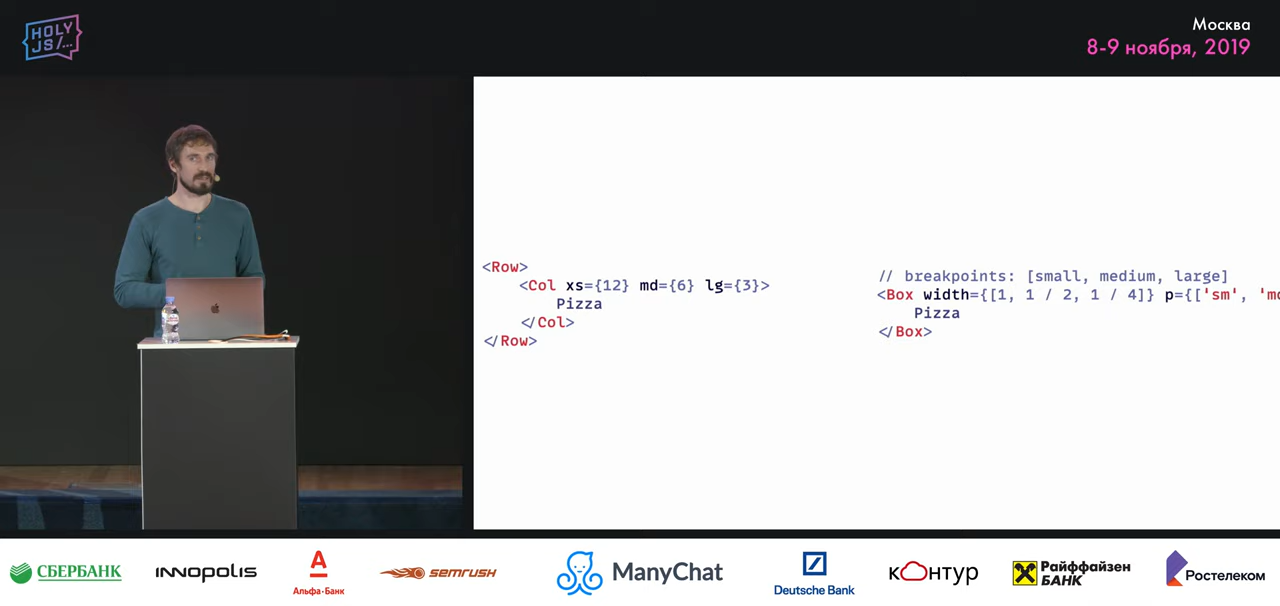 HOLY
JS/...
Москва
8-9 ноября, 2019
<Row>
<Col xs={12} md={6} lg={3}>
Pizza
</Col>
</Row>
// breakpoints: [small, medium, large]
<Box width={[1, 1 / 2, 1 / 4]} p={['sm', 'md
Pizza
</Box>
СБЕРБАНК
INNOPOLIS
А
Альфа·Банк
SEMRUSH
ManyChat
Deutsche Bank
КОНТУР
Райффайзен
БАНК
Ростелеком